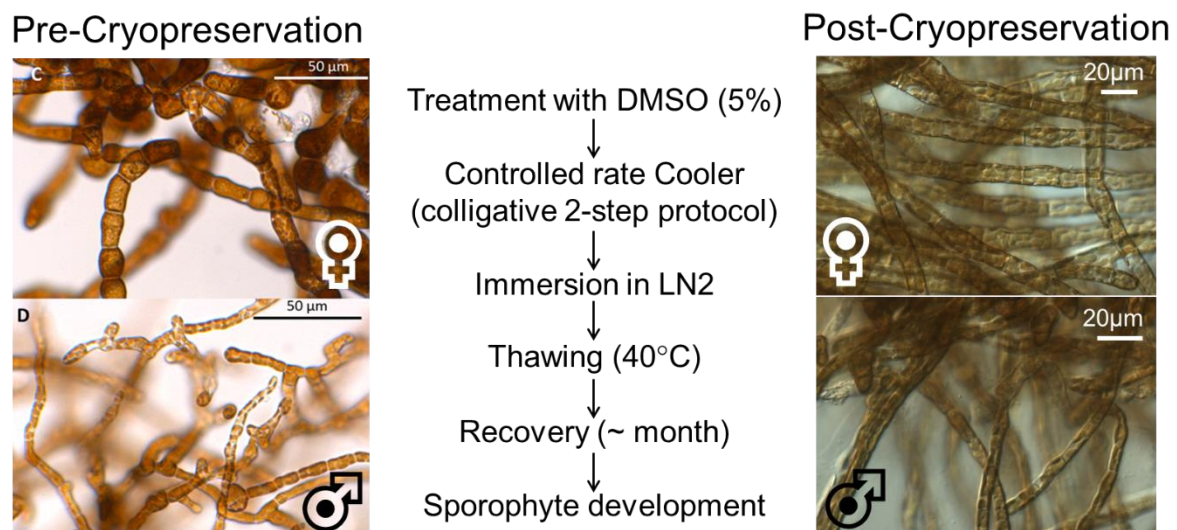 Pre-Cryopreservation
C
50 µm
D
50 µm
Treatment with DMSO (5%)
Controlled rate Cooler
(colligative 2-step protocol)
Immersion in LN2
Thawing (40°C)
Recovery (~ month)
Sporophyte development
Post-Cryopreservation
20µm
20µm